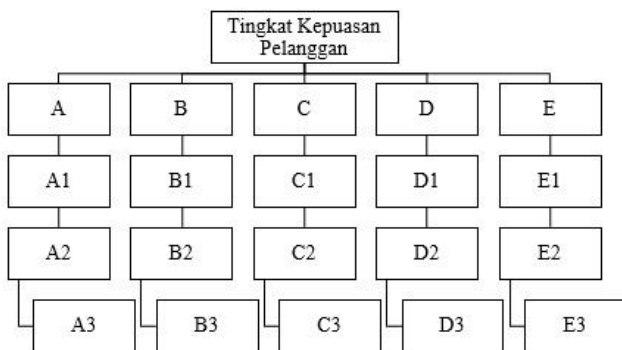 Tingkat Kepuasan
Pelanggan
A B C D E
A1 B1 C1 D1 E1
A2 B2 C2 D2 E2
A3 B3 C3 D3 E3